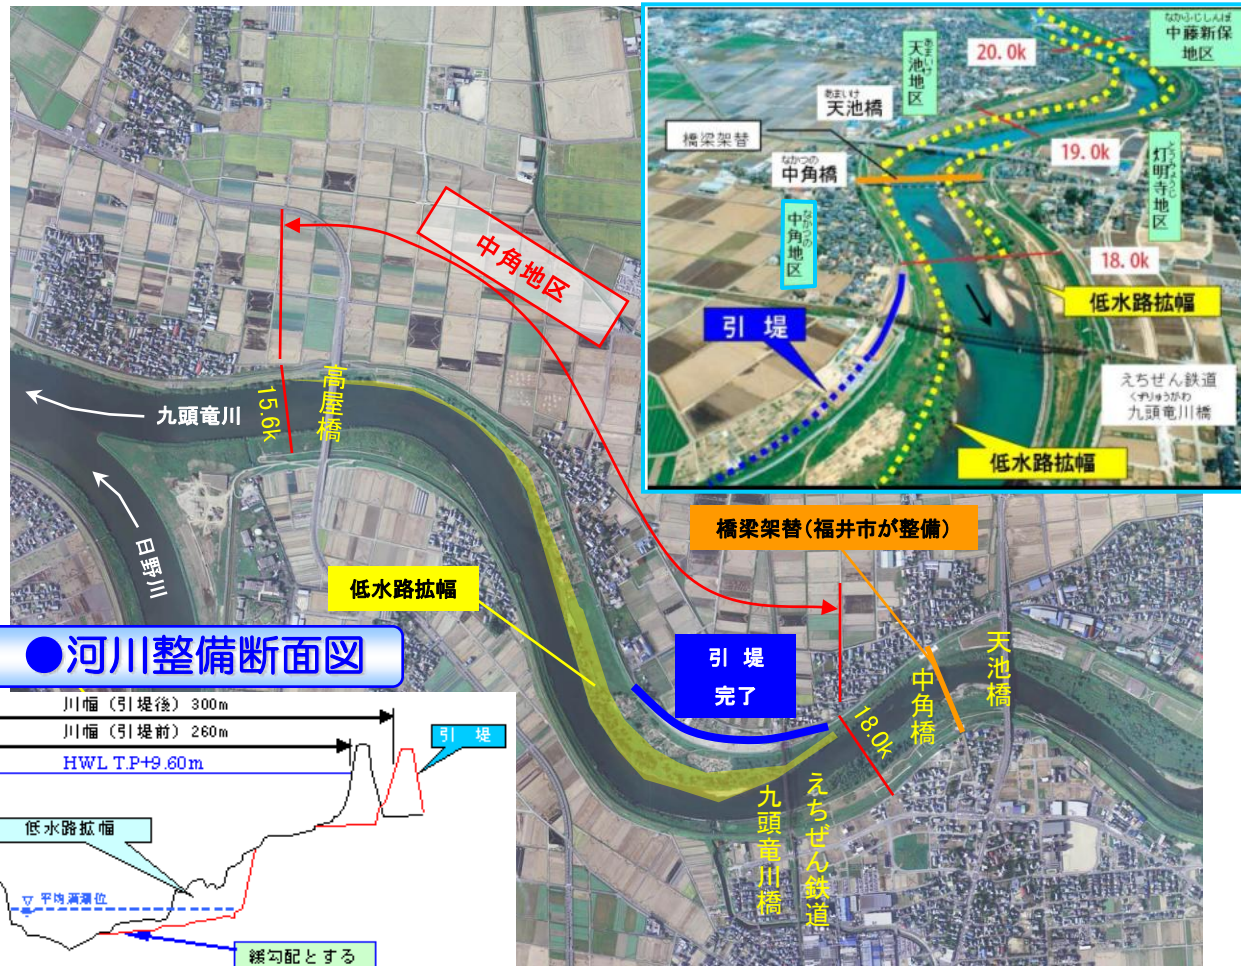 なかふじしんぽ
中藤新保
地区
20.0k
あまいけ
天池地区
あまいけ
天池橋
橋梁架替
なかつの
中角橋
19.0k
とうみょうじ
灯明寺地区
なかつの
中角地区
18.0k
低水路拡幅
引 堤
えちぜん鉄道
くずりゅうがわ
九頭竜川橋
低水路拡幅
中角地区
15.6k
高屋橋
九頭竜川
日野川
橋梁架替(福井市が整備)
低水路拡幅
引 堤
完了
18.0k
中角橋
天池橋
九頭竜川橋
えちぜん鉄道
●河川整備断面図
川幅(引堤後)300m
川幅(引堤前)260m
HWL T.P+9.60m
引 堤
低水路拡幅
平均満潮位
緩勾配とする